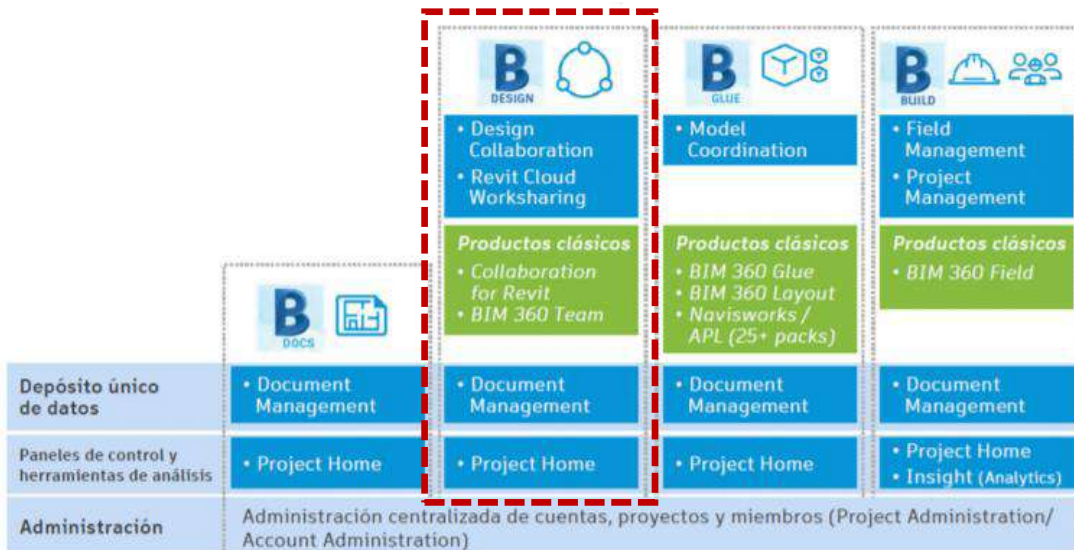 B
DESIGN
• Design
Collaboration
• Revit Cloud
Worksharing
Productos clásicos
• Collaboration
for Revit
• BIM 360 Team
B
GLUE
• Model
Coordination
Productos clásicos
• BIM 360 Glue
• BIM 360 Layout
• Navisworks /
APL (25+ packs)
B
BUILD
• Field
Management
• Project
Management
Productos clásicos
• BIM 360 Field
B
DOCS
Depósito único
de datos
• Document
Management
• Document
Management
• Document
Management
• Document
Management
Paneles de control y
herramientas de análisis
• Project Home
• Project Home
• Project Home
• Project Home
• Insight (Analytics)
Administración
Administración centralizada de cuentas, proyectos y miembros (Project Administration/
Account Administration)